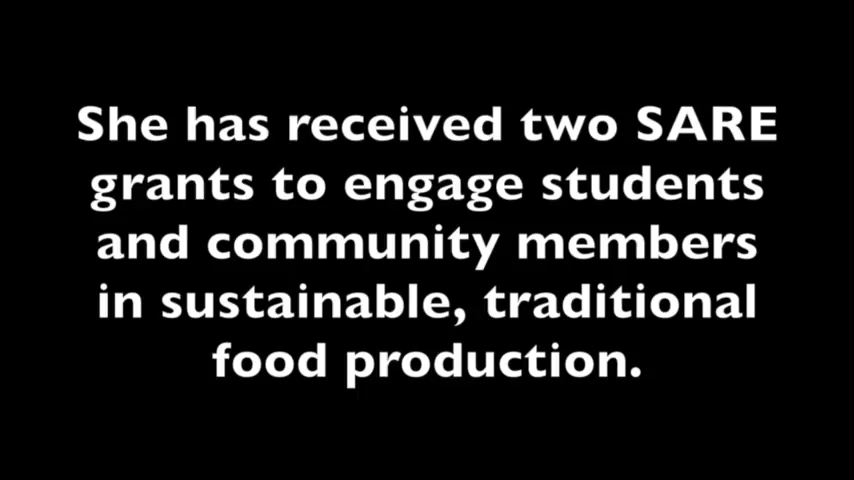 She has received two SARE
grants to engage students
and community members
in sustainable, traditional
food production.